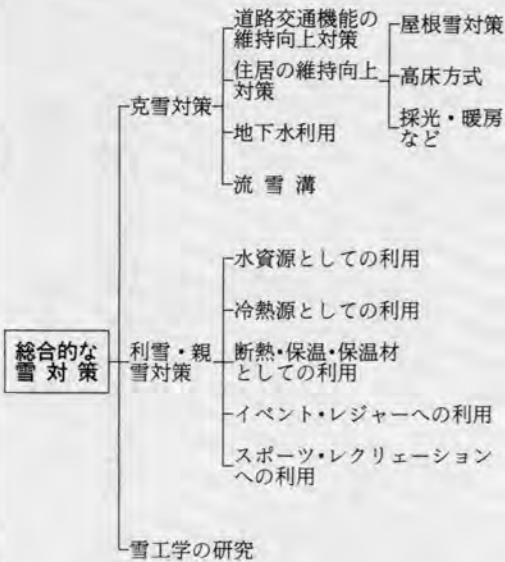 道路交通機能の
維持向上対策
住居の維持向上
対策
屋根雪対策
高床方式
採光・暖房
など
克雪対策
地下水利用
流雪溝
水資源としての利用
冷熱源としての利用
総合的な
雪対策
利雪・親
雪対策
断熱・保温・保温材
としての利用
イベント・レジャーへの利用
スポーツ・レクリェーション
への利用
雪工学の研究